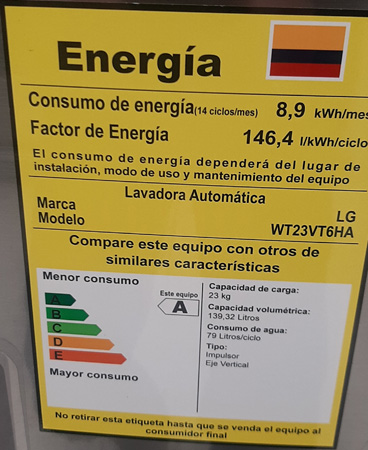 Energía
Consumo de energía(14 ciclos/mes) 8,9 kWh/mes
Factor de Energía 146,4 l/kWh/ciclo
El consumo de energía dependerá del lugar de
instalación, modo de uso y mantenimiento del equipo
Lavadora Automática
Marca LG
Modelo WT23VT6HA
Compare este equipo con otros de
similares características
Menor consumo
A
B
C
D
E
Mayor consumo
Este equipo
A
Capacidad de carga:
23 kg
Capacidad volumétrica:
139,32 Litros
Consumo de agua:
79 Litros/ciclo
Tipo:
Impulsor
Eje Vertical
No retirar esta etiqueta hasta que se venda el equipo al
consumidor final